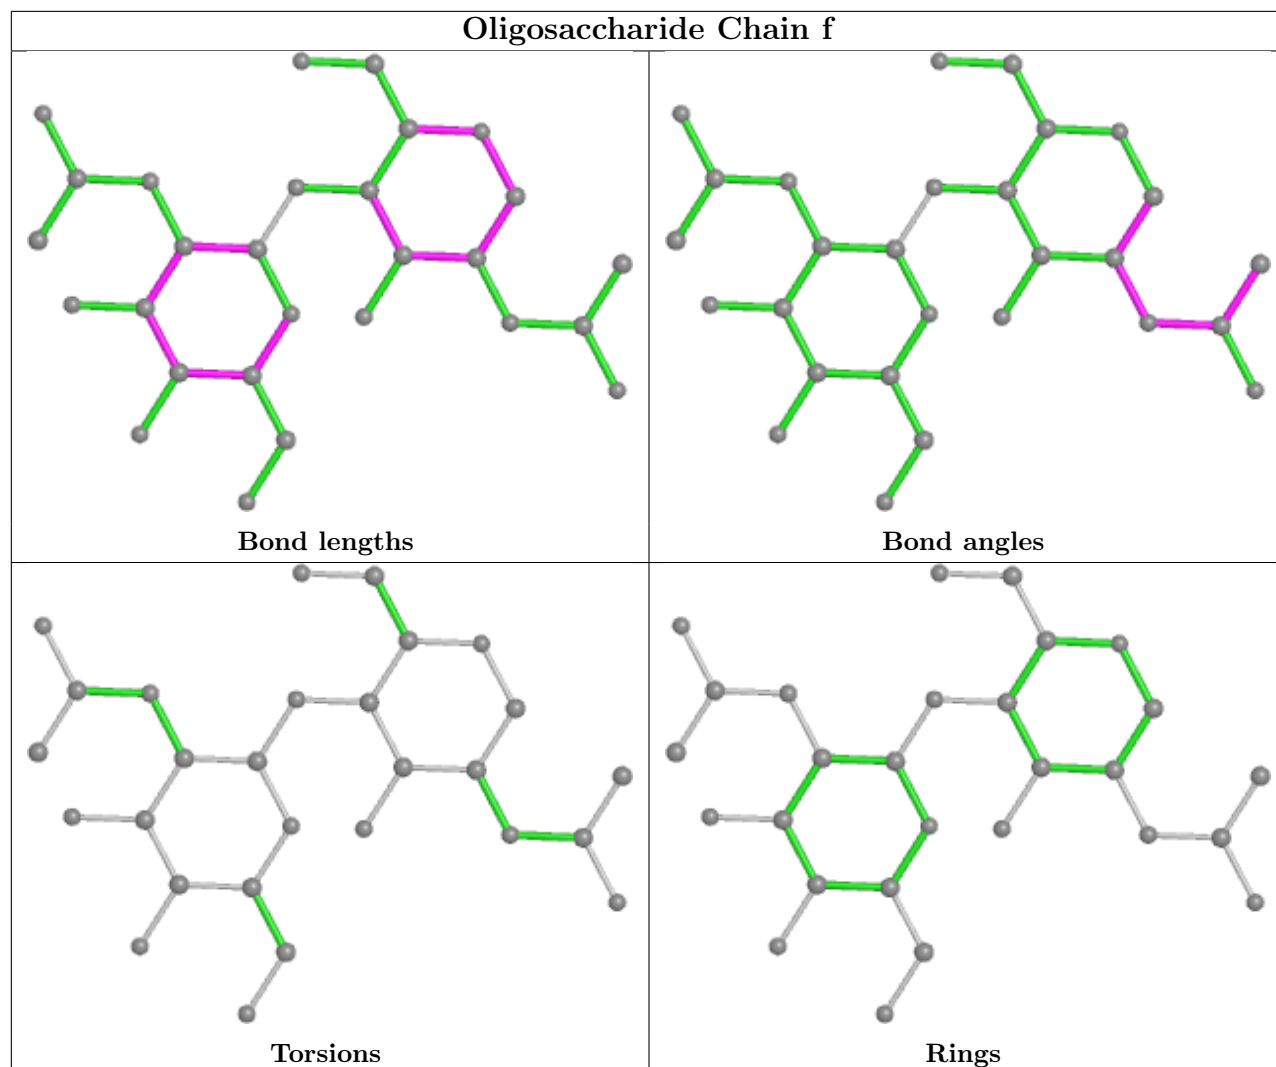 Oligosaccharide Chain f
Bond lengths
Bond angles
Torsions
Rings